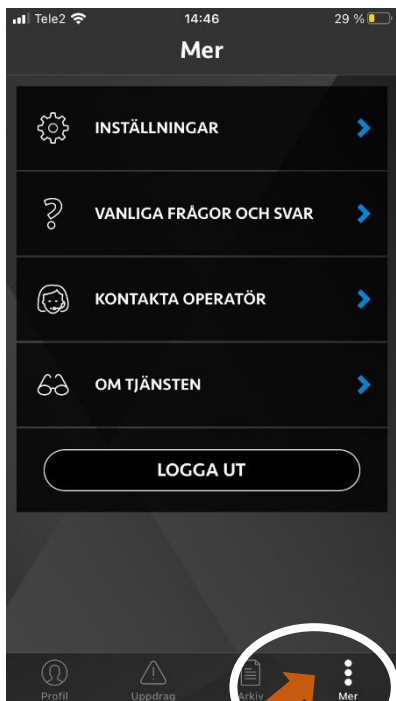 Tele2 14:46 29 %
Mer
INSTÄLLNINGAR
VANLIGA FRÅGOR OCH SVAR
KONTAKTA OPERATÖR
OM TJÄNSTEN
LOGGA UT
Profil Uppdrag Arkiv Mer